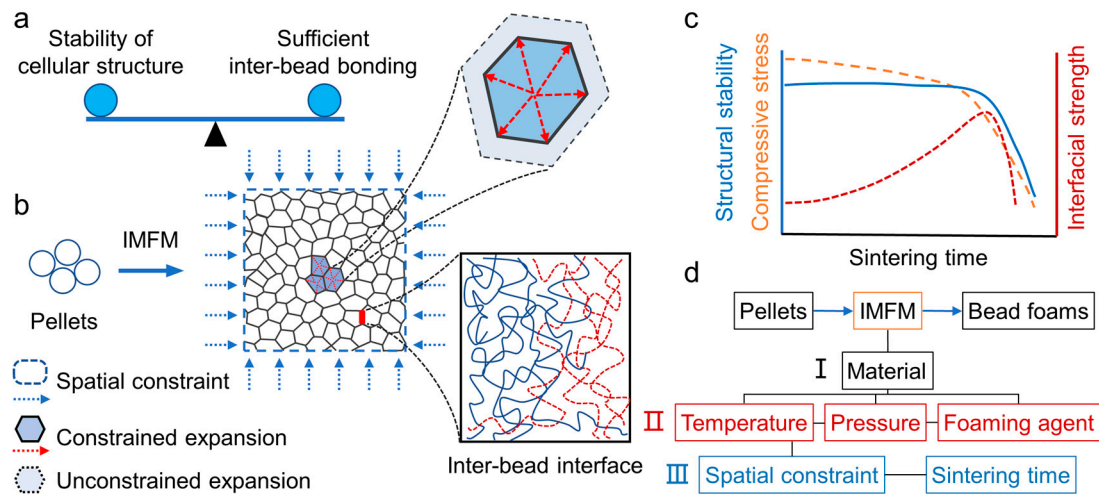 a
Stability of
cellular structure
Sufficient
inter-bead bonding
b
IMFM
Pellets
Spatial constraint
Constrained expansion
Unconstrained expansion
Inter-bead interface
c
Structural stability
Compressive stress
Interfacial strength
Sintering time
d
Pellets
IMFM
Bead foams
I
Material
II
Temperature
Pressure
Foaming agent
III
Spatial constraint
Sintering time